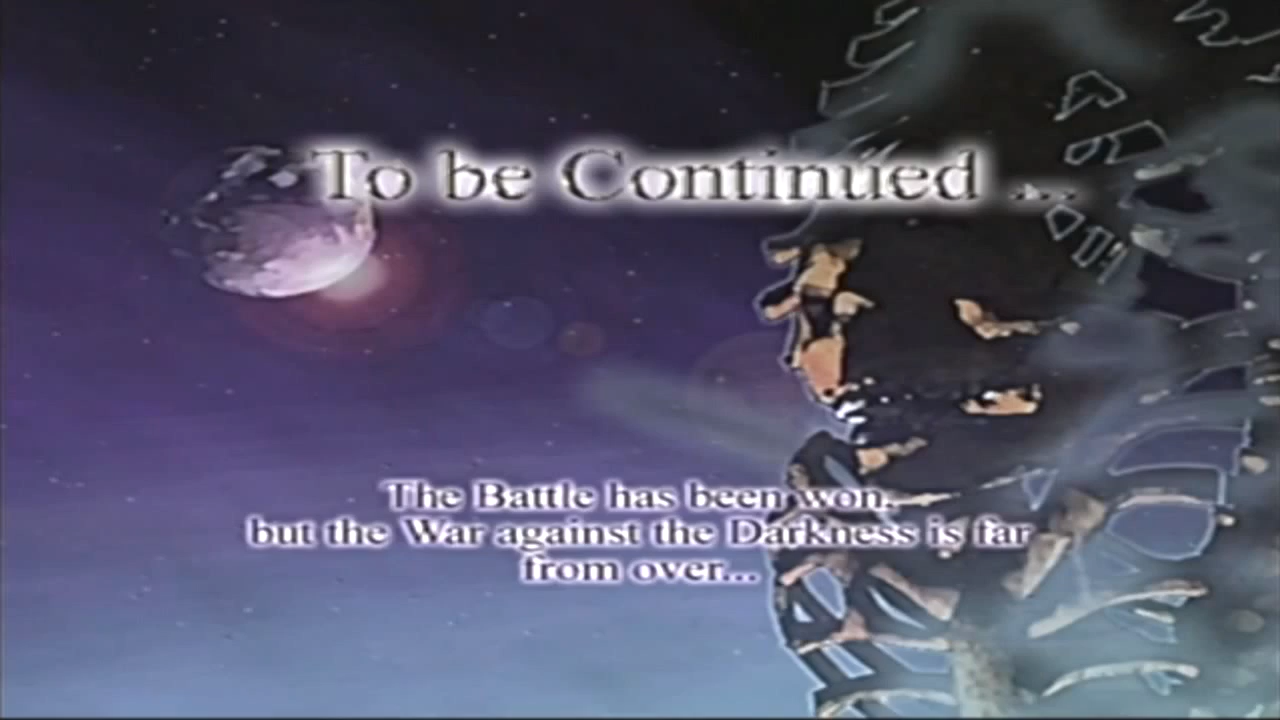 To be Continued ...
The Battle has been won,
but the War against the Darkness is far
from over...